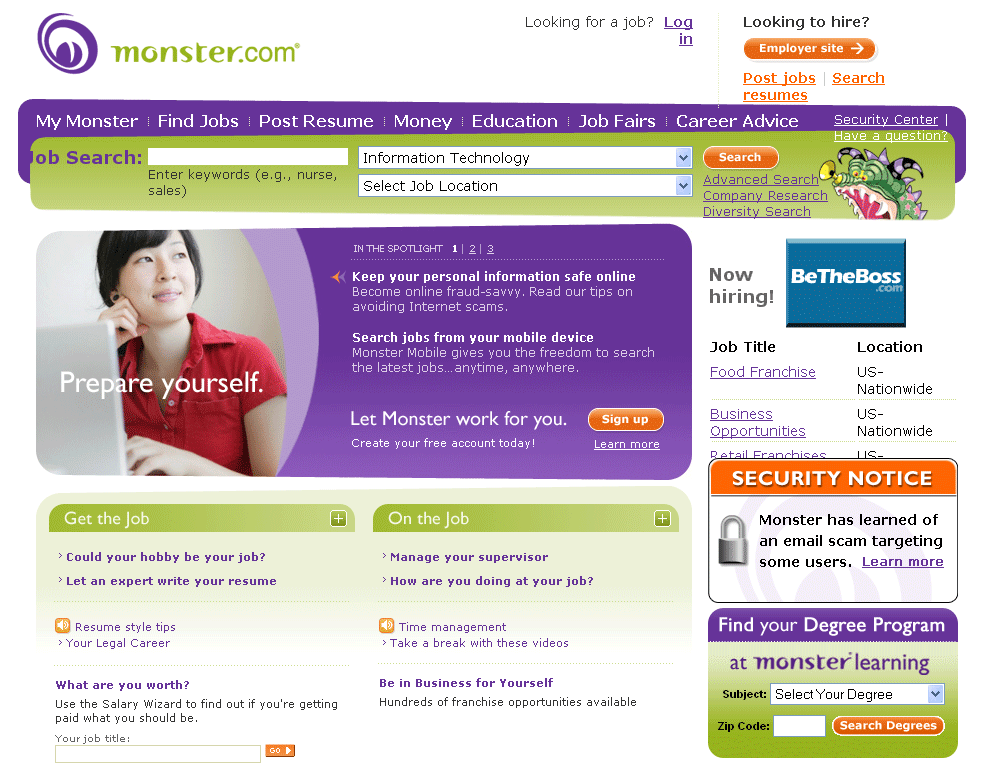 monster.com®
Looking for a job? Log
in
Looking to hire?
Employer site
Post jobs | Search
resumes
My Monster
Find Jobs
Post Resume
Money
Education
Job Fairs
Career Advice
Security Center |
Have a question?
Job Search:
Enter keywords (e.g., nurse,
sales)
Information Technology
Select Job Location
Search
Advanced Search
Company Research
Diversity Search
Prepare yourself.
IN THE SPOTLIGHT 1 | 2 | 3
Keep your personal information safe online
Become online fraud-savvy. Read our tips on
avoiding Internet scams.
Search jobs from your mobile device
Monster Mobile gives you the freedom to search
the latest jobs...anytime, anywhere.
Let Monster work for you.
Sign up
Create your free account today!
Learn more
Now
hiring!
BeTheBoss
.com
Job Title Location
Food Franchise US-
Nationwide
Business US-
Opportunities Nationwide
Retail Franchises US-
SECURITY NOTICE
Monster has learned of
an email scam targeting
some users. Learn more
Get the Job
Could your hobby be your job?
Let an expert write your resume
Resume style tips
Your Legal Career
What are you worth?
Use the Salary Wizard to find out if you're getting
paid what you should be.
Your job title:
GO
On the Job
Manage your supervisor
How are you doing at your job?
Time management
Take a break with these videos
Be in Business for Yourself
Hundreds of franchise opportunities available
Find your Degree Program
at monster® learning
Subject: Select Your Degree
Zip Code:
Search Degrees